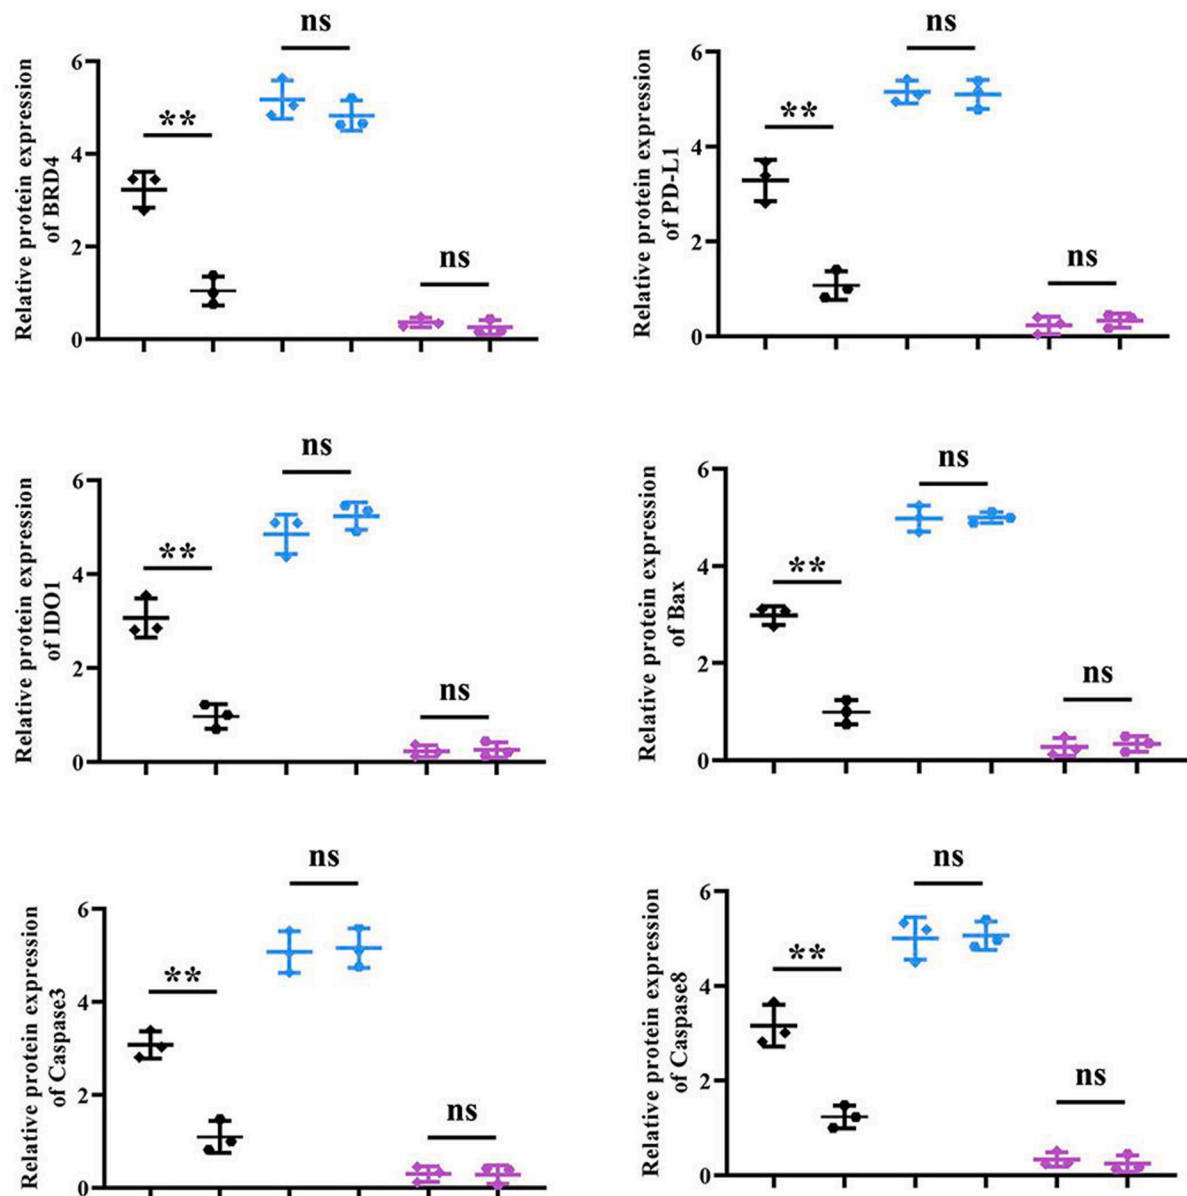 ns
**
ns
6
4
2
0
Relative protein expression
of BRD4
ns
**
ns
6
4
2
0
Relative protein expression
of PD-L1
ns
**
ns
6
4
2
0
Relative protein expression
of IDO1
ns
**
ns
6
4
2
0
Relative protein expression
of Bax
ns
**
ns
6
4
2
0
Relative protein expression
of Caspase3
ns
**
ns
6
4
2
0
Relative protein expression
of Caspase8